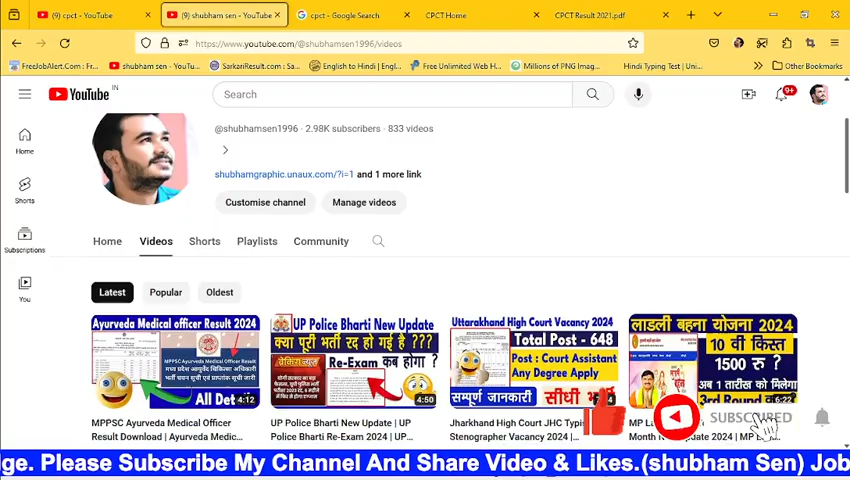 (9) cpct - YouTube
(9) shubham sen - YouTube
cpct - Google Search
CPCT Home
CPCT Result 2021.pdf
https://www.youtube.com/@shubhamsen1996/videos
FreeJobAlert.Com : Fr...
shubham sen - YouTu...
SarkariResult.com : Sa...
English to Hindi | Engl...
Free Unlimited Web H...
Millions of PNG Imag...
Hindi Typing Test | Uni...
Other Bookmarks
YouTube IN
Search
9+
@shubhamsen1996 · 2.98K subscribers · 833 videos
shubhamgraphic.unaux.com/?i=1 and 1 more link
Customise channel
Manage videos
Home
Shorts
Subscriptions
You
Home Videos Shorts Playlists Community
Latest Popular Oldest
Ayurveda Medical officer Result 2024
MPPSC Ayurveda Medical Officer Result
मध्य प्रदेश आयुर्वेद चिकित्सा अधिकारी
भर्ती चयन सूची एवं प्राप्तांक सूची जारी
All Det
4:12
MPPSC Ayurveda Medical Officer
Result Download | Ayurveda Medic...
UP Police Bharti New Update
क्या पूरी भर्ती रद्द हो गई है ???
Re-Exam कब होगा ?
4:50
UP Police Bharti New Update | UP
Police Bharti Re-Exam 2024 | UP...
Uttarakhand High Court Vacancy 2024
Total Post - 648
Post : Court Assistant
Any Degree Apply
सम्पूर्ण जानकारी
सीधी
Jharkhand High Court JHC Typis
Stenographer Vacancy 2024 | ...
लाडली बहना योजना 2024
10 वी किस्त
1500 रु ?
अब 1 तारीख को मिलेगा
3rd Round
6:22
MP La
Month N Update 2024 | MP
SUBSCRIBED
ge. Please Subscribe My Channel And Share Video & Likes.(shubham Sen) Job